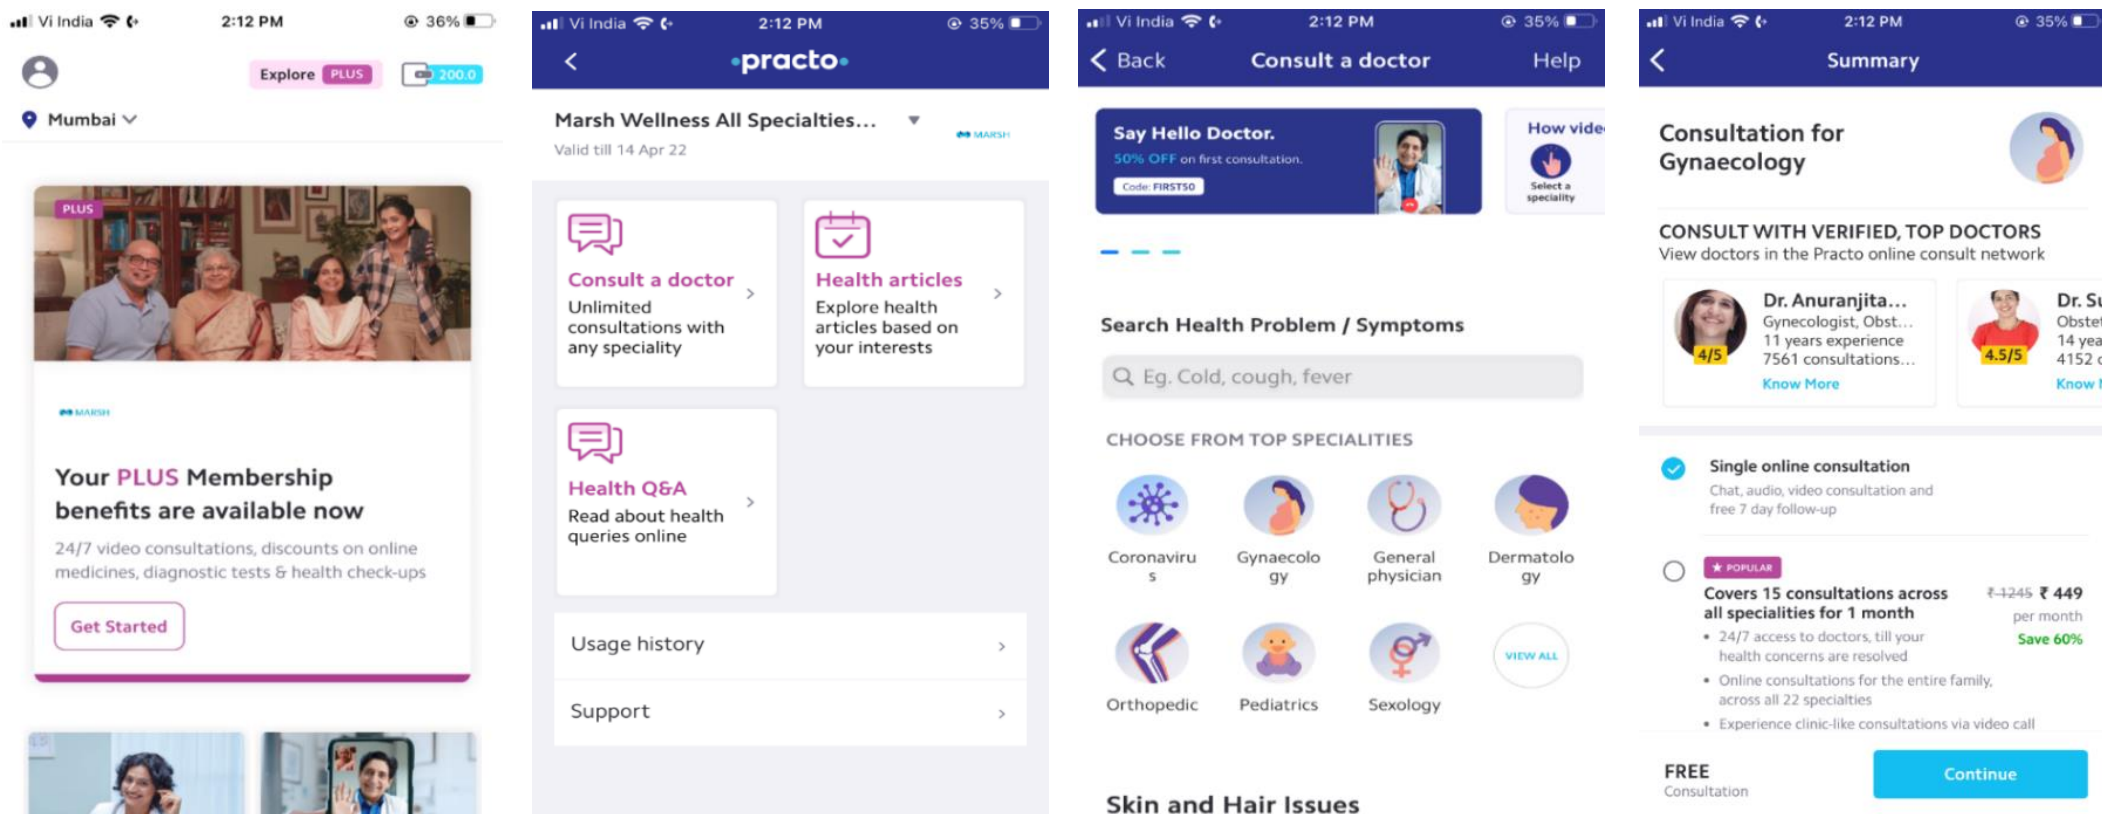 Vi India
2:12 PM
36%
Explore PLUS
200.0
Mumbai
PLUS
MARSH
Your PLUS Membership
benefits are available now
24/7 video consultations, discounts on online
medicines, diagnostic tests & health check-ups
Get Started
Vi India
2:12 PM
35%
practo
Marsh Wellness All Specialties...
Valid till 14 Apr 22
MARSH
Consult a doctor
Unlimited
consultations with
any speciality
Health articles
Explore health
articles based on
your interests
Health Q&A
Read about health
queries online
Usage history
Support
Vi India
2:12 PM
35%
Back
Consult a doctor
Help
Say Hello Doctor.
50% OFF on first consultation.
Code: FIRST50
How vide
Select a
speciality
Search Health Problem / Symptoms
Eg. Cold, cough, fever
CHOOSE FROM TOP SPECIALITIES
Coronaviru
s
Gynaecolo
gy
General
physician
Dermatolo
gy
Orthopedic
Pediatrics
Sexology
VIEW ALL
Skin and Hair Issues
Vi India
2:12 PM
35%
Summary
Consultation for
Gynaecology
CONSULT WITH VERIFIED, TOP DOCTORS
View doctors in the Practo online consult network
Dr. Anuranjita...
Gynecologist, Obst...
11 years experience
7561 consultations...
Know More
4/5
Dr. Su
Obstet
14 yea
4152 c
Know
4.5/5
Single online consultation
Chat, audio, video consultation and
free 7 day follow-up
POPULAR
Covers 15 consultations across
all specialities for 1 month
₹ 1245 ₹ 449
per month
Save 60%
• 24/7 access to doctors, till your
health concerns are resolved
• Online consultations for the entire family,
across all 22 specialties
• Experience clinic-like consultations via video call
FREE
Consultation
Continue